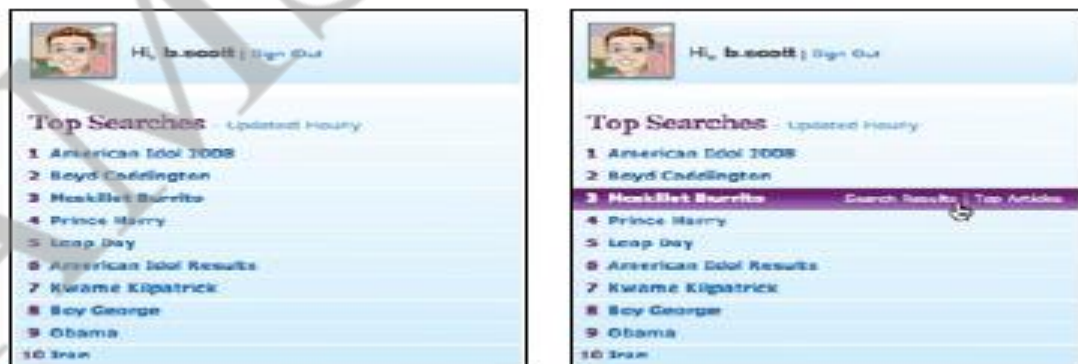 Hi, b.scott | Sign Out
Top Searches - Updated Hourly
1 American Idol 2008
2 Boyd Coddington
3 Burrito
4 Prince Harry
5 Leap Day
6 American Idol Results
7 Kwame Kilpatrick
8 Boy George
9 Obama
10 Iran
Hi, b.scott | Sign Out
Top Searches - Updated Hourly
1 American Idol 2008
2 Boyd Coddington
3 Burrito Search Results | Top Articles
4 Prince Harry
5 Leap Day
6 American Idol Results
7 Kwame Kilpatrick
8 Boy George
9 Obama
10 Iran